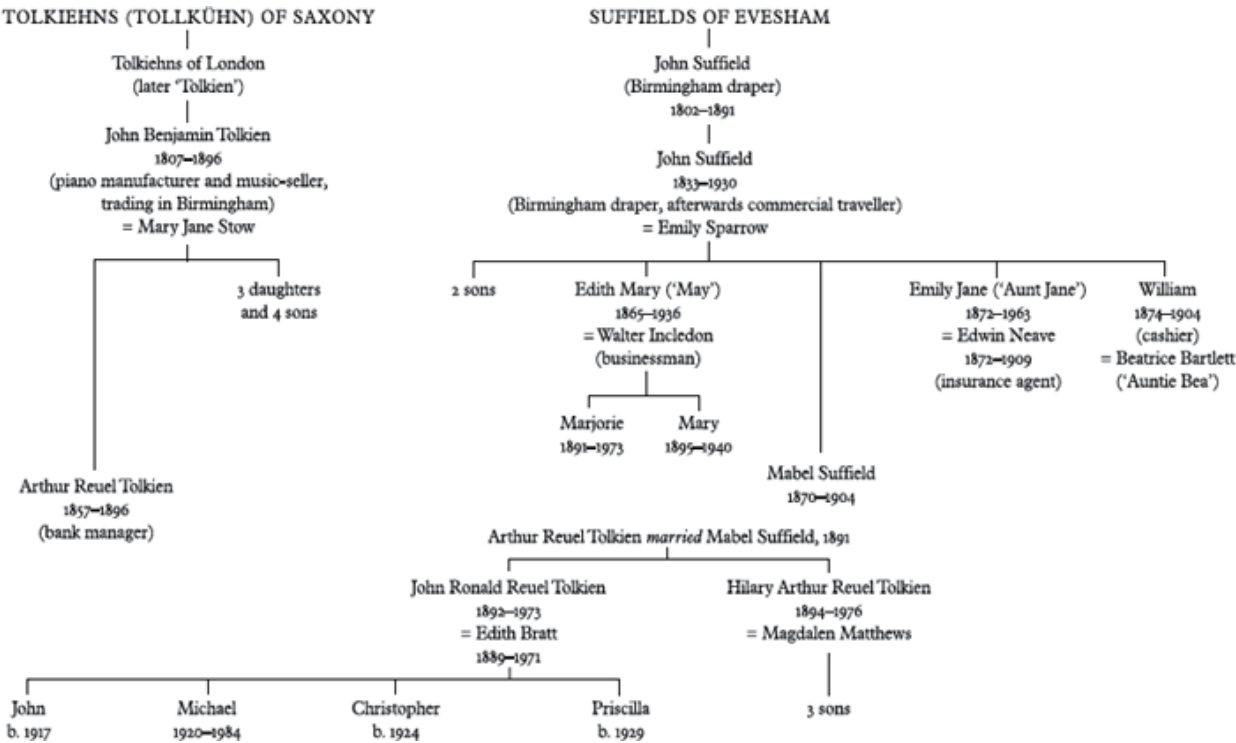 TOLKIEHNS (TOLLKÜHN) OF SAXONY
Tolkiehns of London
(later ‘Tolkien’)
John Benjamin Tolkien
1807–1896
(piano manufacturer and music-seller,
trading in Birmingham)
= Mary Jane Stow
3 daughters
and 4 sons
Arthur Reuel Tolkien
1857–1896
(bank manager)
SUFFIELDS OF EVESHAM
John Suffield
(Birmingham draper)
1802–1891
John Suffield
1833–1930
(Birmingham draper, afterwards commercial traveller)
= Emily Sparrow
2 sons
Edith Mary (‘May’)
1865–1936
= Walter Incledon
(businessman)
Marjorie
1891–1973
Mary
1895–1940
Mabel Suffield
1870–1904
Emily Jane (‘Aunt Jane’)
1872–1963
= Edwin Neave
1872–1909
(insurance agent)
William
1874–1904
(cashier)
= Beatrice Bartlett
(‘Auntie Bea’)
Arthur Reuel Tolkien married Mabel Suffield, 1891
John Ronald Reuel Tolkien
1892–1973
= Edith Bratt
1889–1971
Hilary Arthur Reuel Tolkien
1894–1976
= Magdalen Matthews
John
b. 1917
Michael
1920–1984
Christopher
b. 1924
Priscilla
b. 1929
3 sons